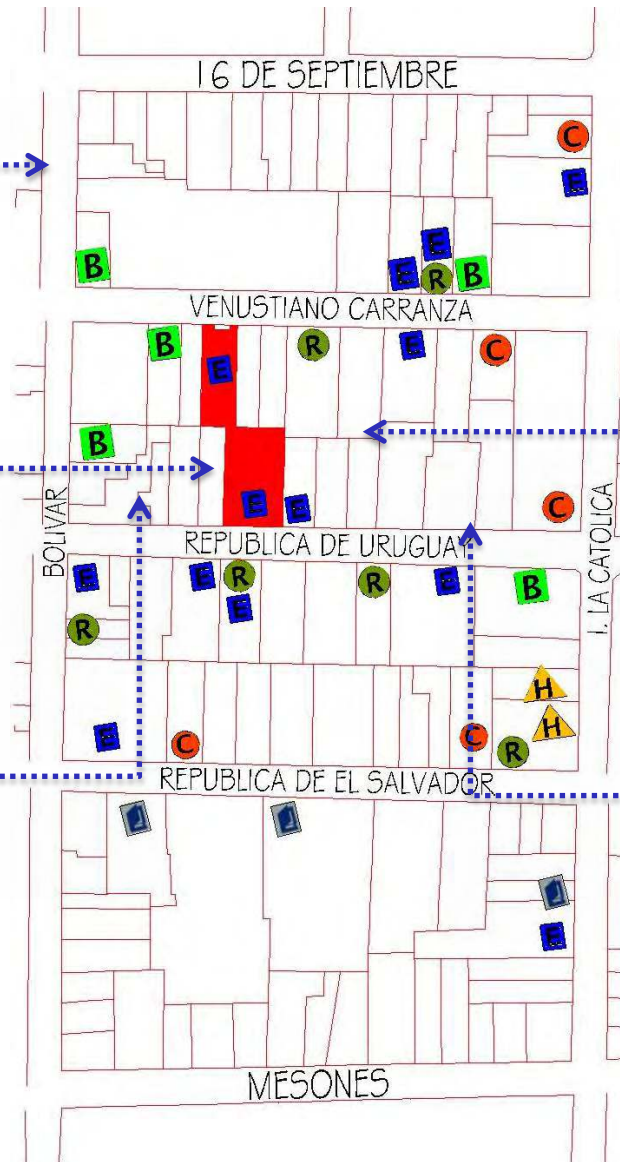 16 DE SEPTIEMBRE
C
E
E
B
E
R
B
VENUSTIANO CARRANZA
B
R
E
C
E
B
E
E
C
BOLIVAR
REPUBLICA DE URUGUAY
I. LA CATOLICA
E
E
R
R
E
B
E
R
H
H
E
C
C
R
REPUBLICA DE EL SALVADOR
E
MESONES